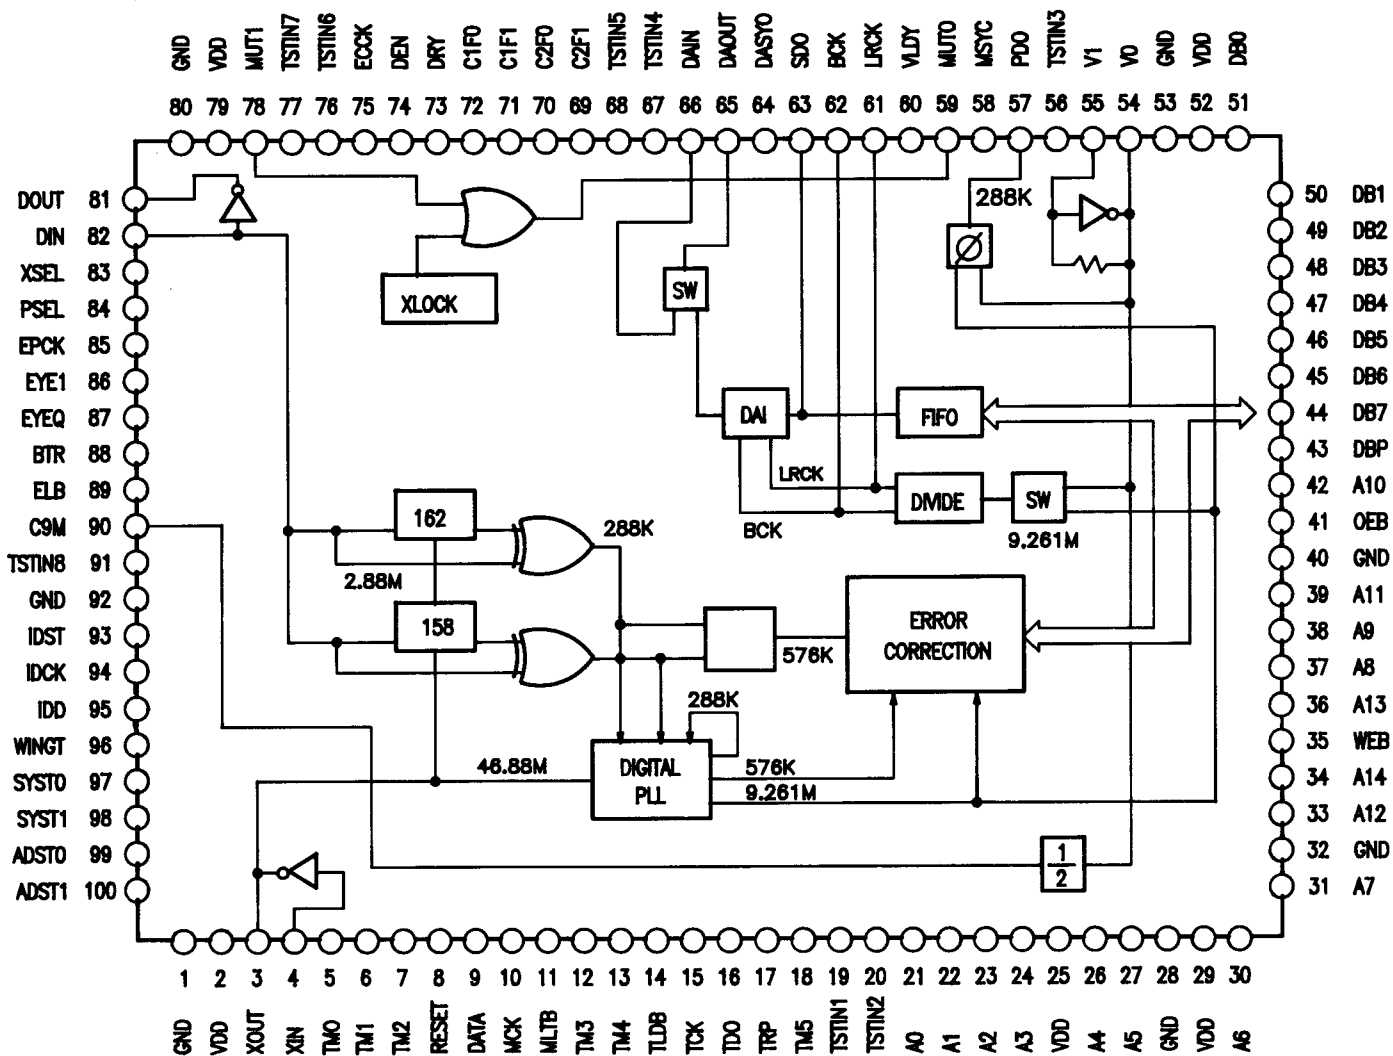 GND VDD MUT1 TSTIN7 TSTIN6 ECCK DEN DRY C1F0 C1F1 C2F0 C2F1 TSTIN5 TSTIN4 DAIN DAOUT DASY0 SDO BCK LRCK VLDY MUT0 MSYC PDO TSTIN3 V1 V0 GND VDD DB0
80 79 78 77 76 75 74 73 72 71 70 69 68 67 66 65 64 63 62 61 60 59 58 57 56 55 54 53 52 51
DOUT 81
DIN 82
XSEL 83
PSEL 84
EPCK 85
EYE1 86
EYEQ 87
BTR 88
ELB 89
C9M 90
TSTIN8 91
GND 92
IDST 93
IDCK 94
IDD 95
WINGT 96
SYST0 97
SYST1 98
ADST0 99
ADST1 100
XLOCK
SW
288K
Ø
DAI
FIFO
LRCK
BCK
DIVIDE
SW
9.261M
162
288K
2.88M
158
576K
ERROR
CORRECTION
288K
46.88M
DIGITAL
PLL
576K
9.261M
1
2
50 DB1
49 DB2
48 DB3
47 DB4
46 DB5
45 DB6
44 DB7
43 DBP
42 A10
41 OEB
40 GND
39 A11
38 A9
37 A8
36 A13
35 WEB
34 A14
33 A12
32 GND
31 A7
1 2 3 4 5 6 7 8 9 10 11 12 13 14 15 16 17 18 19 20 21 22 23 24 25 26 27 28 29 30
GND VDD XOUT XIN TM0 TM1 TM2 RESET DATA MCK MLTB TM3 TM4 TLDB TCK TDO TRP TM5 TSTIN1 TSTIN2 A0 A1 A2 A3 VDD A4 A5 GND VDD A6